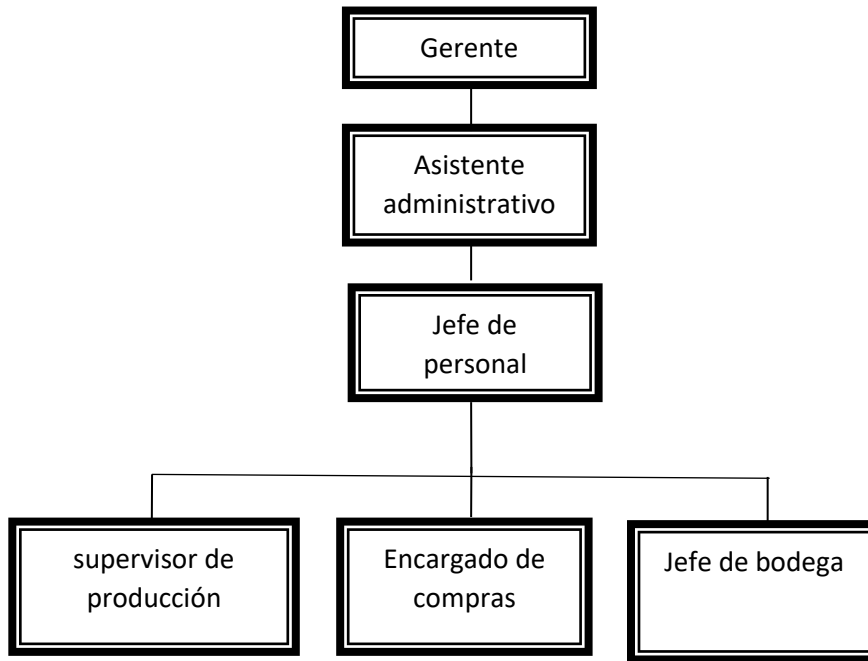 Gerente
Asistente
administrativo
Jefe de
personal
supervisor de
producción
Encargado de
compras
Jefe de bodega